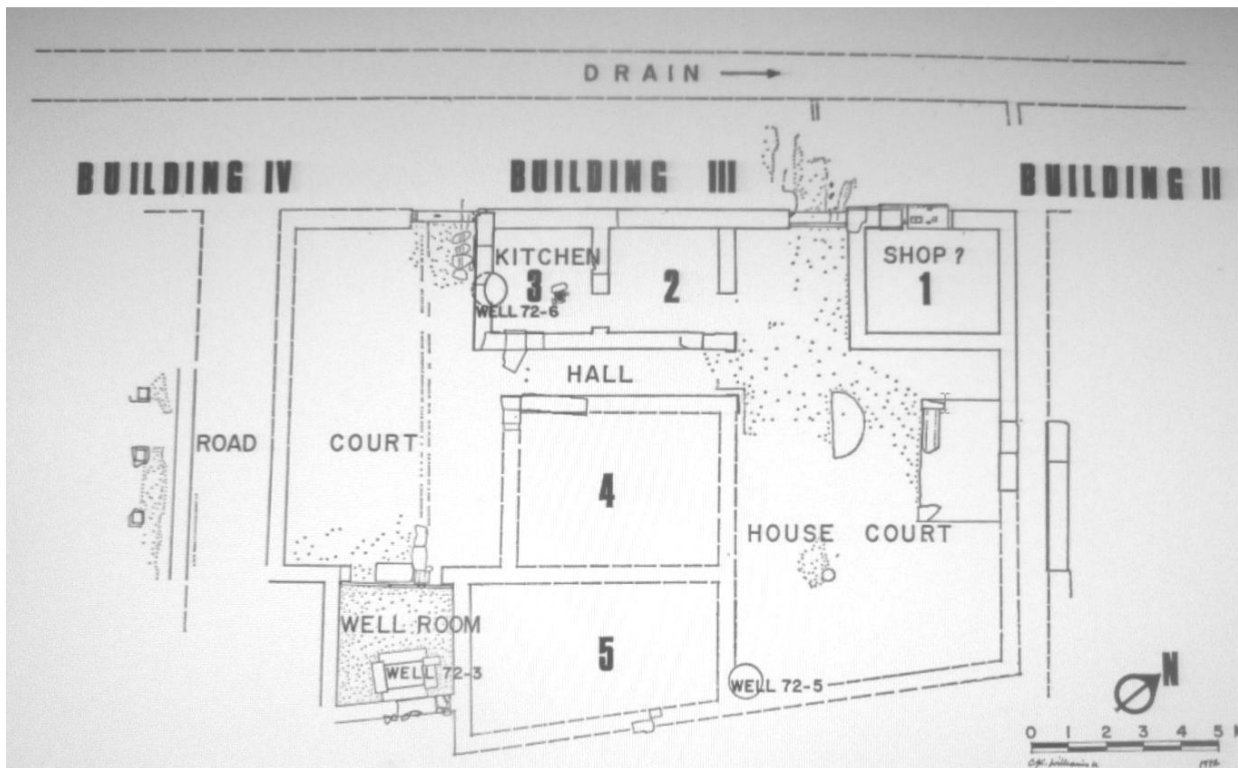 DRAIN
BUILDING IV
BUILDING III
BUILDING II
KITCHEN
3
2
SHOP ?
1
WELL 72-6
HALL
ROAD
COURT
4
HOUSE COURT
WELL ROOM
5
WELL 72-3
WELL 72-5
N
0 1 2 3 4 5 M
1972